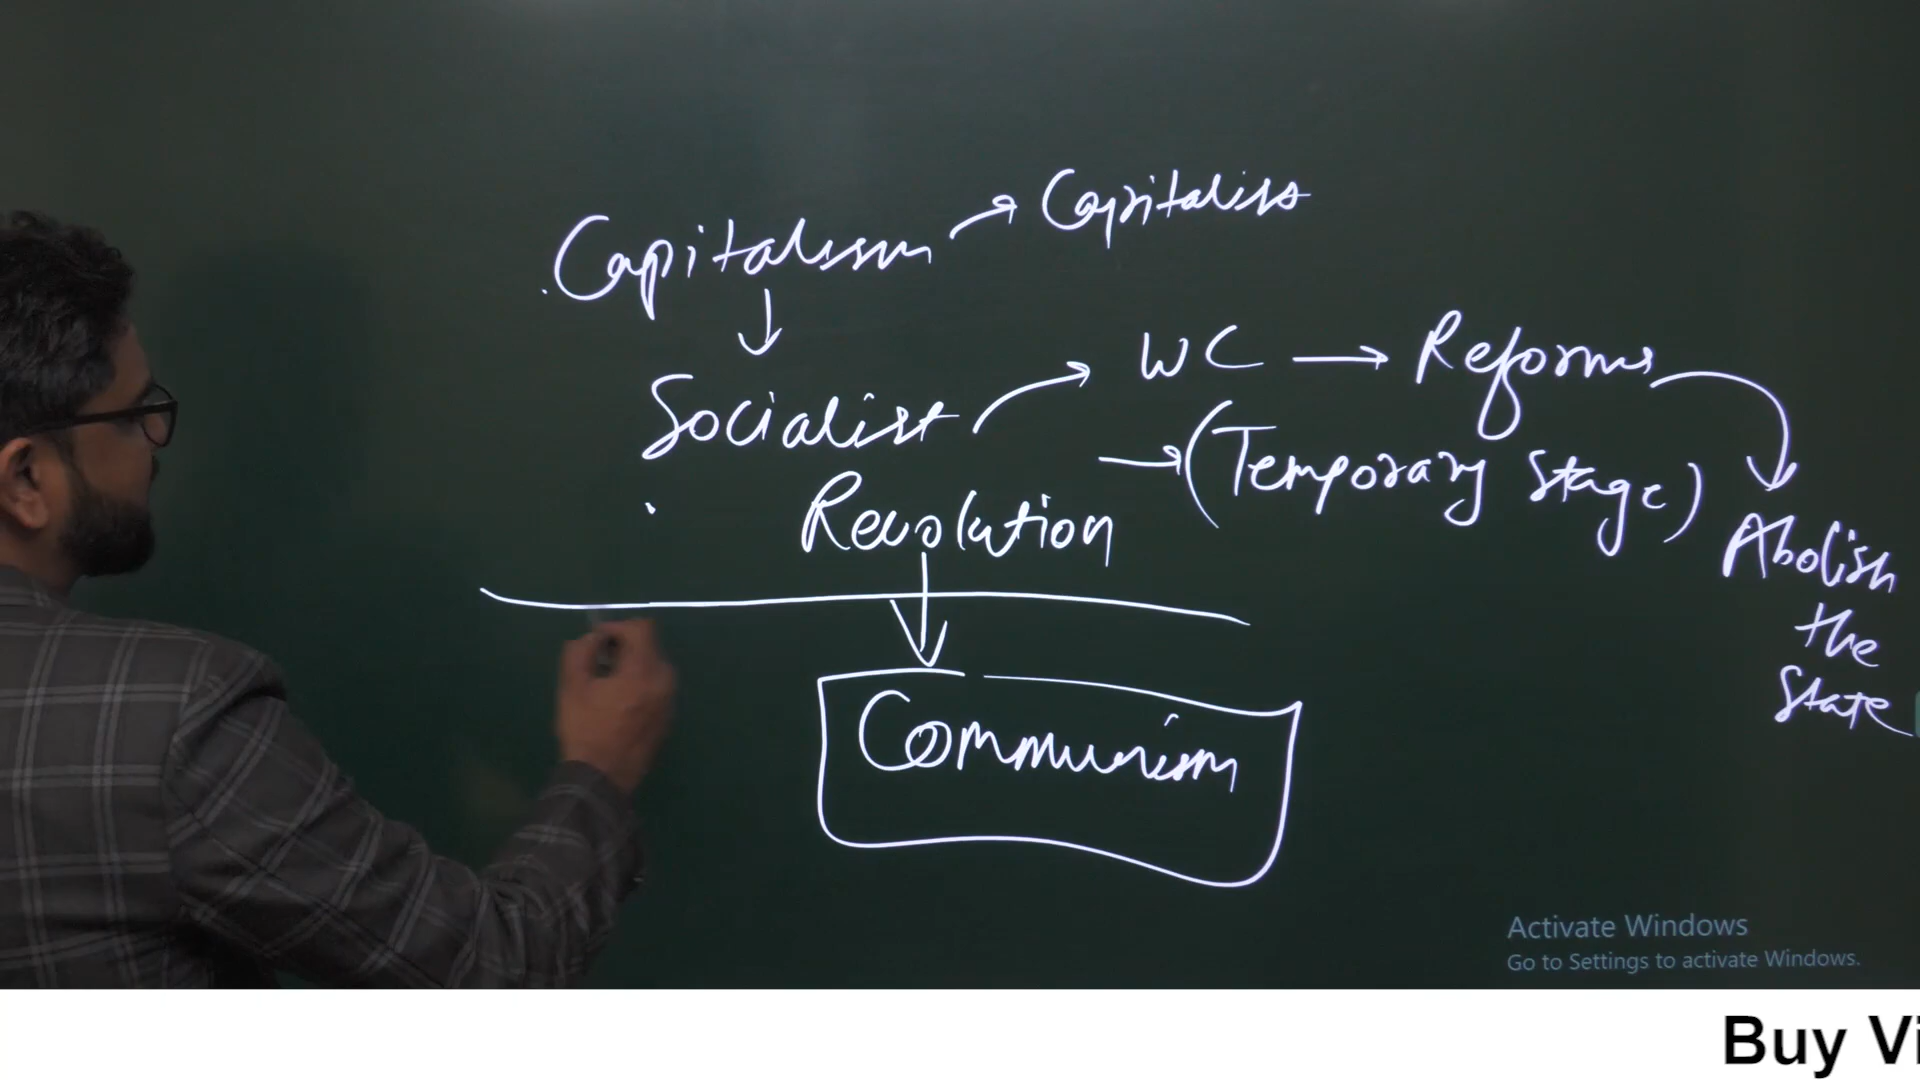 Capitalism → Capitalists
↓
Socialist → WC → Reforms
→ (Temporary Stage)
Revolution
Abolish
the
State
↓
Communism
Activate Windows
Go to Settings to activate Windows.
Buy Vi